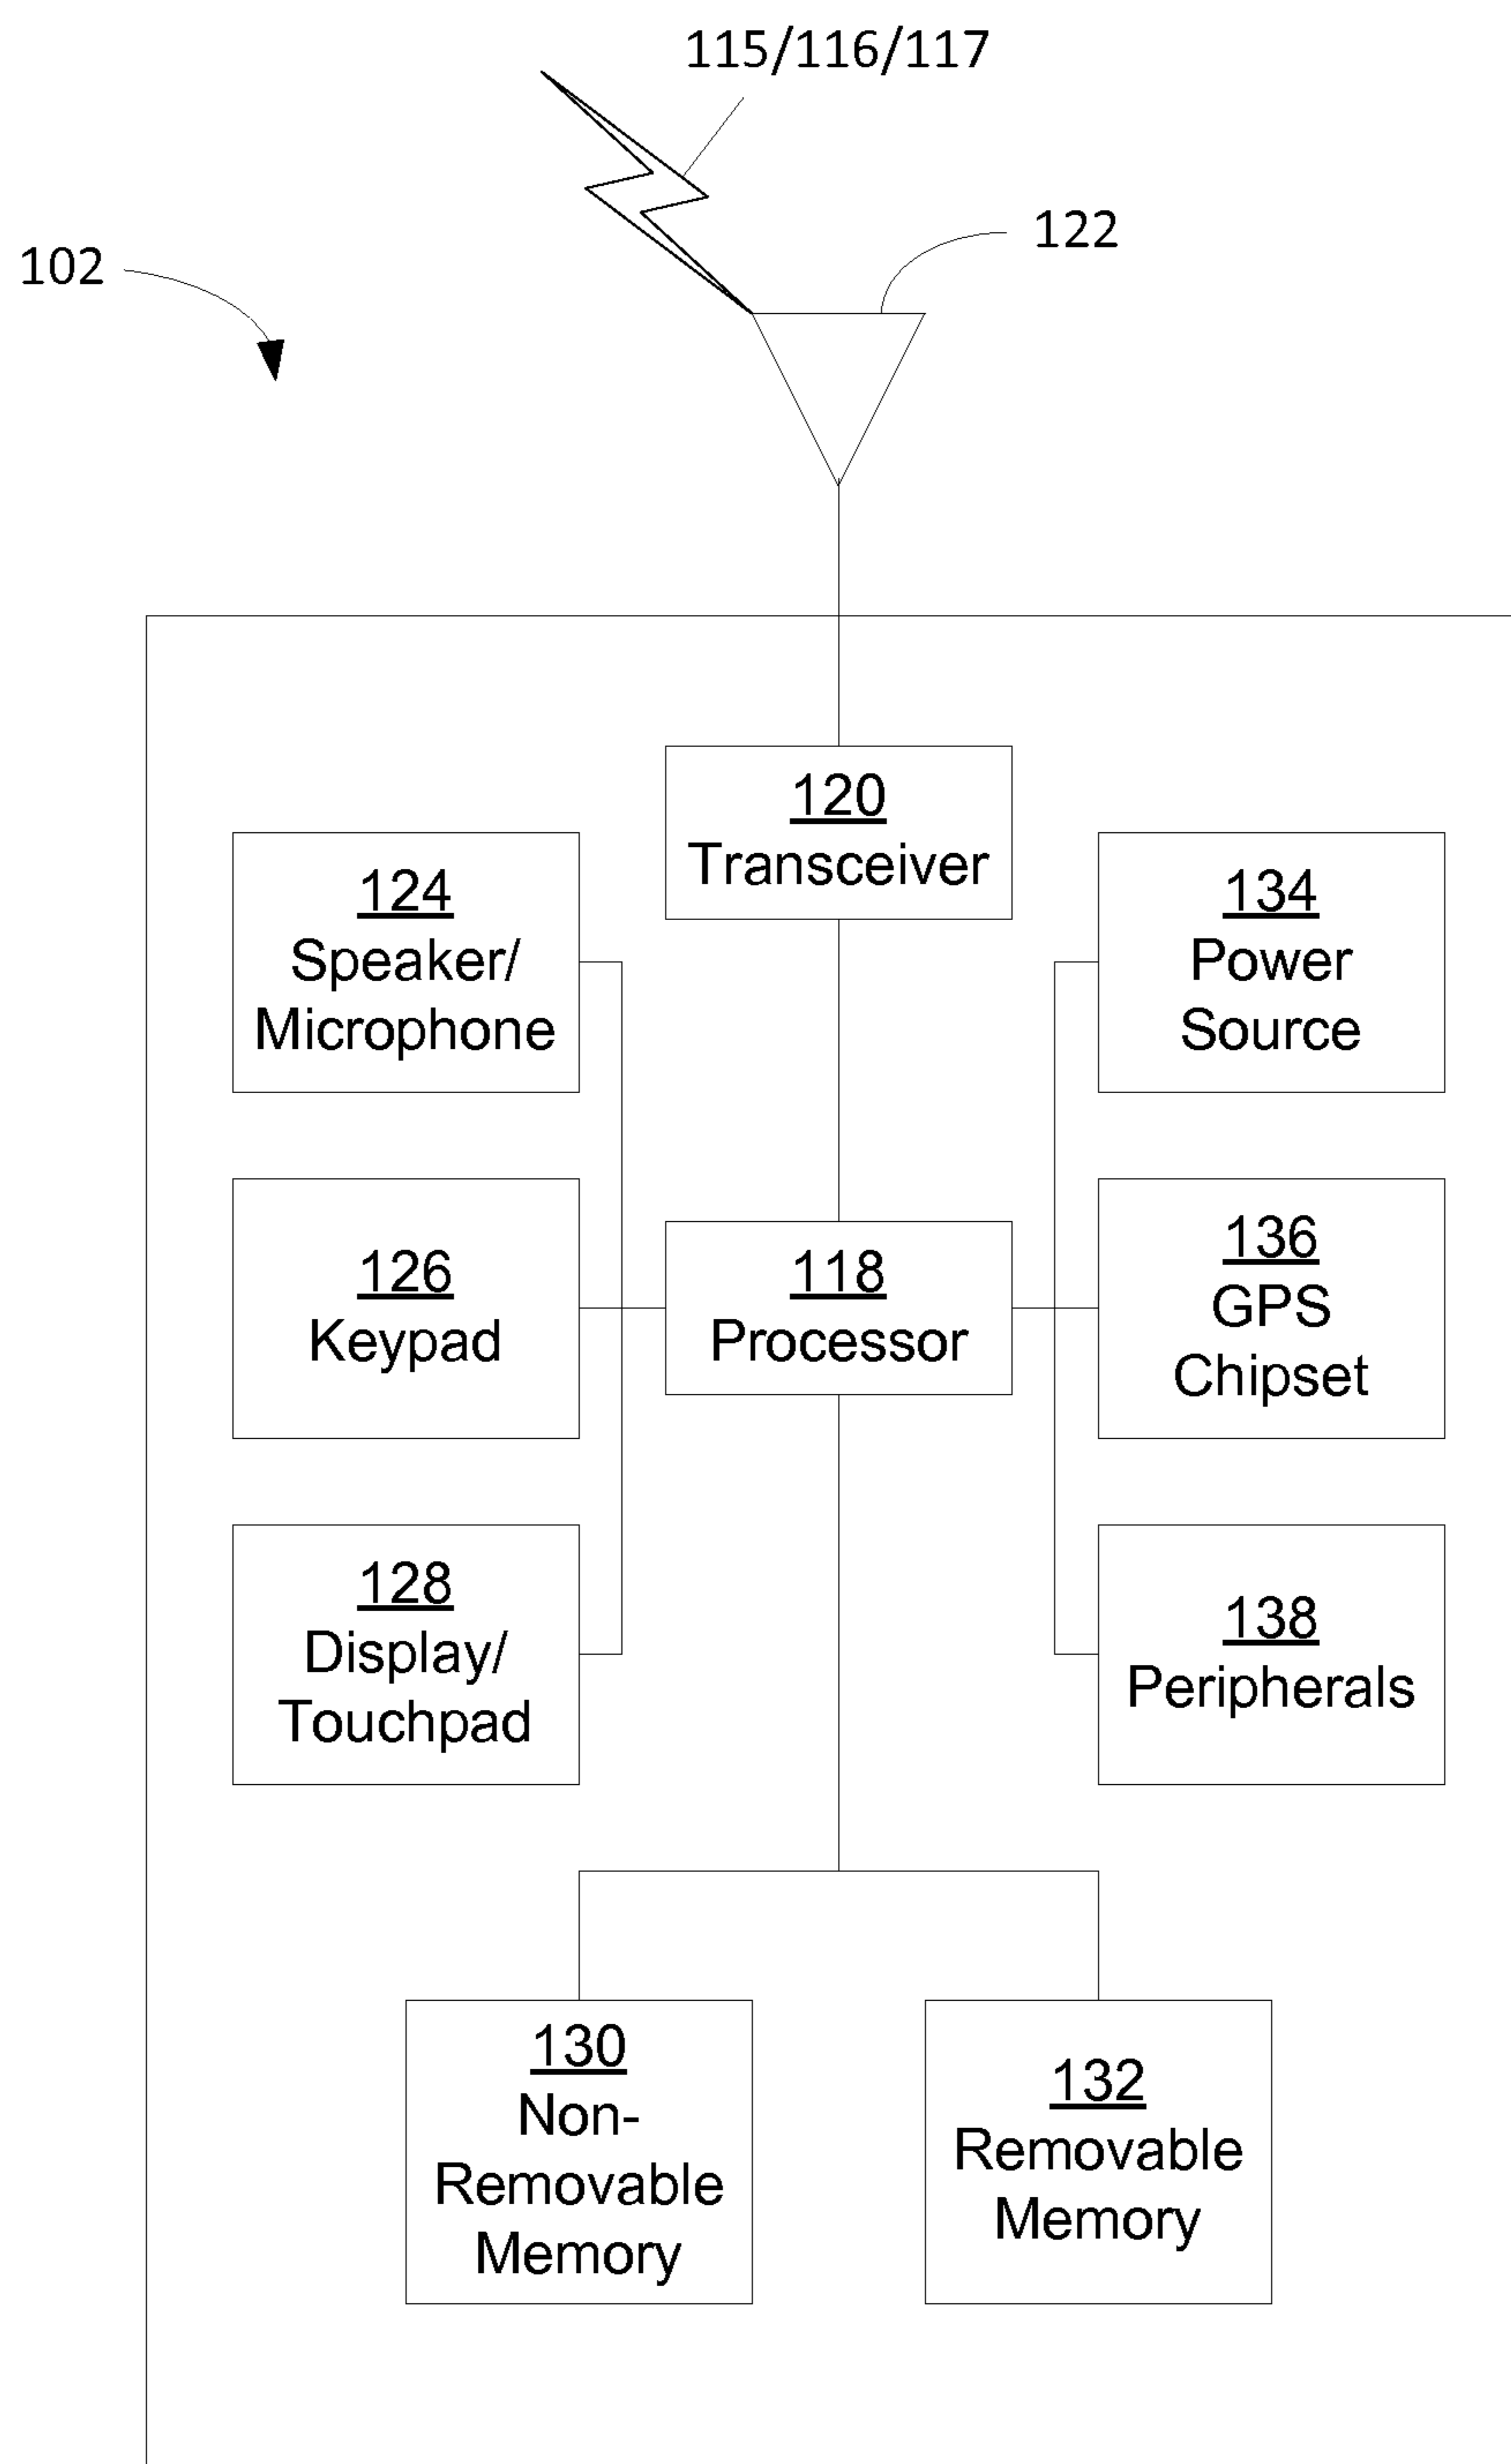 115/116/117
122
102
120
Transceiver
124
Speaker/
Microphone
134
Power
Source
126
Keypad
118
Processor
136
GPS
Chipset
128
Display/
Touchpad
138
Peripherals
130
Non-
Removable
Memory
132
Removable
Memory